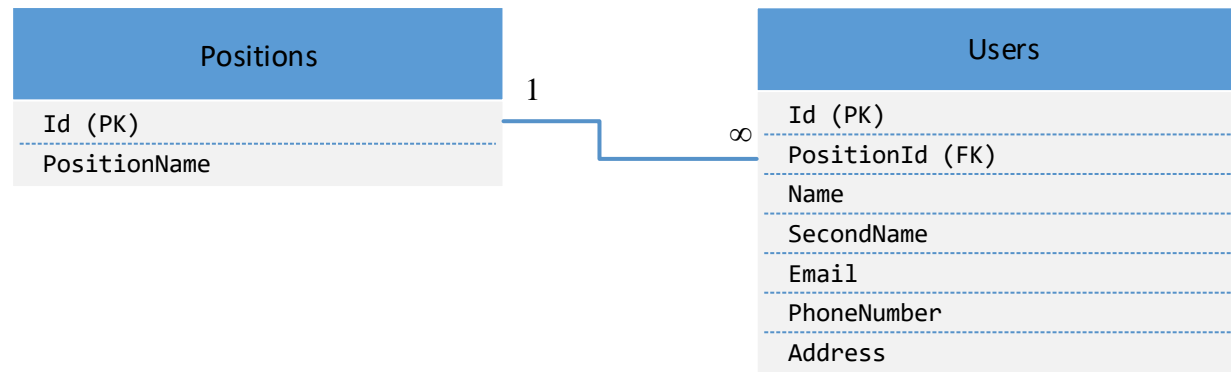 Positions
Id (PK)
PositionName
1
∞
Users
Id (PK)
PositionId (FK)
Name
SecondName
Email
PhoneNumber
Address